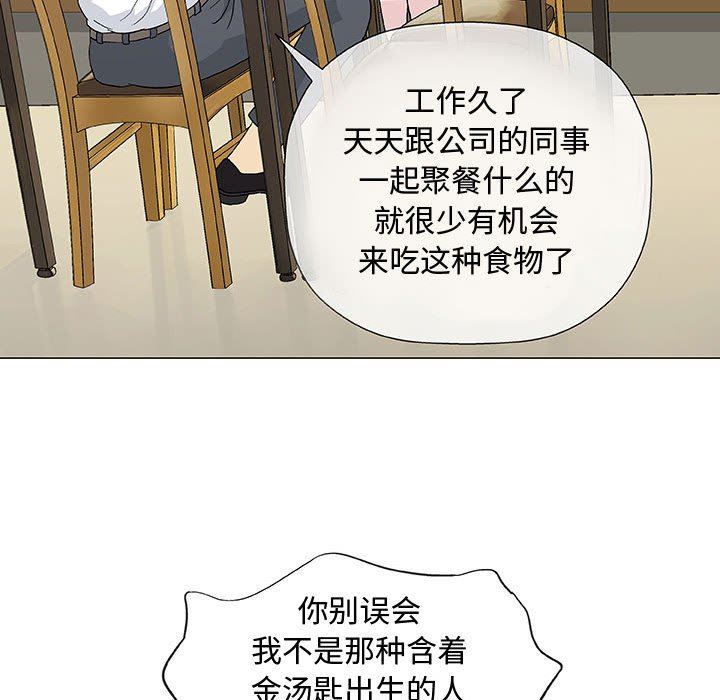 工作久了
天天跟公司的同事
一起聚餐什么的
就很少有机会
来吃这种食物了
你别误会
我不是那种含着
金汤匙出生的人